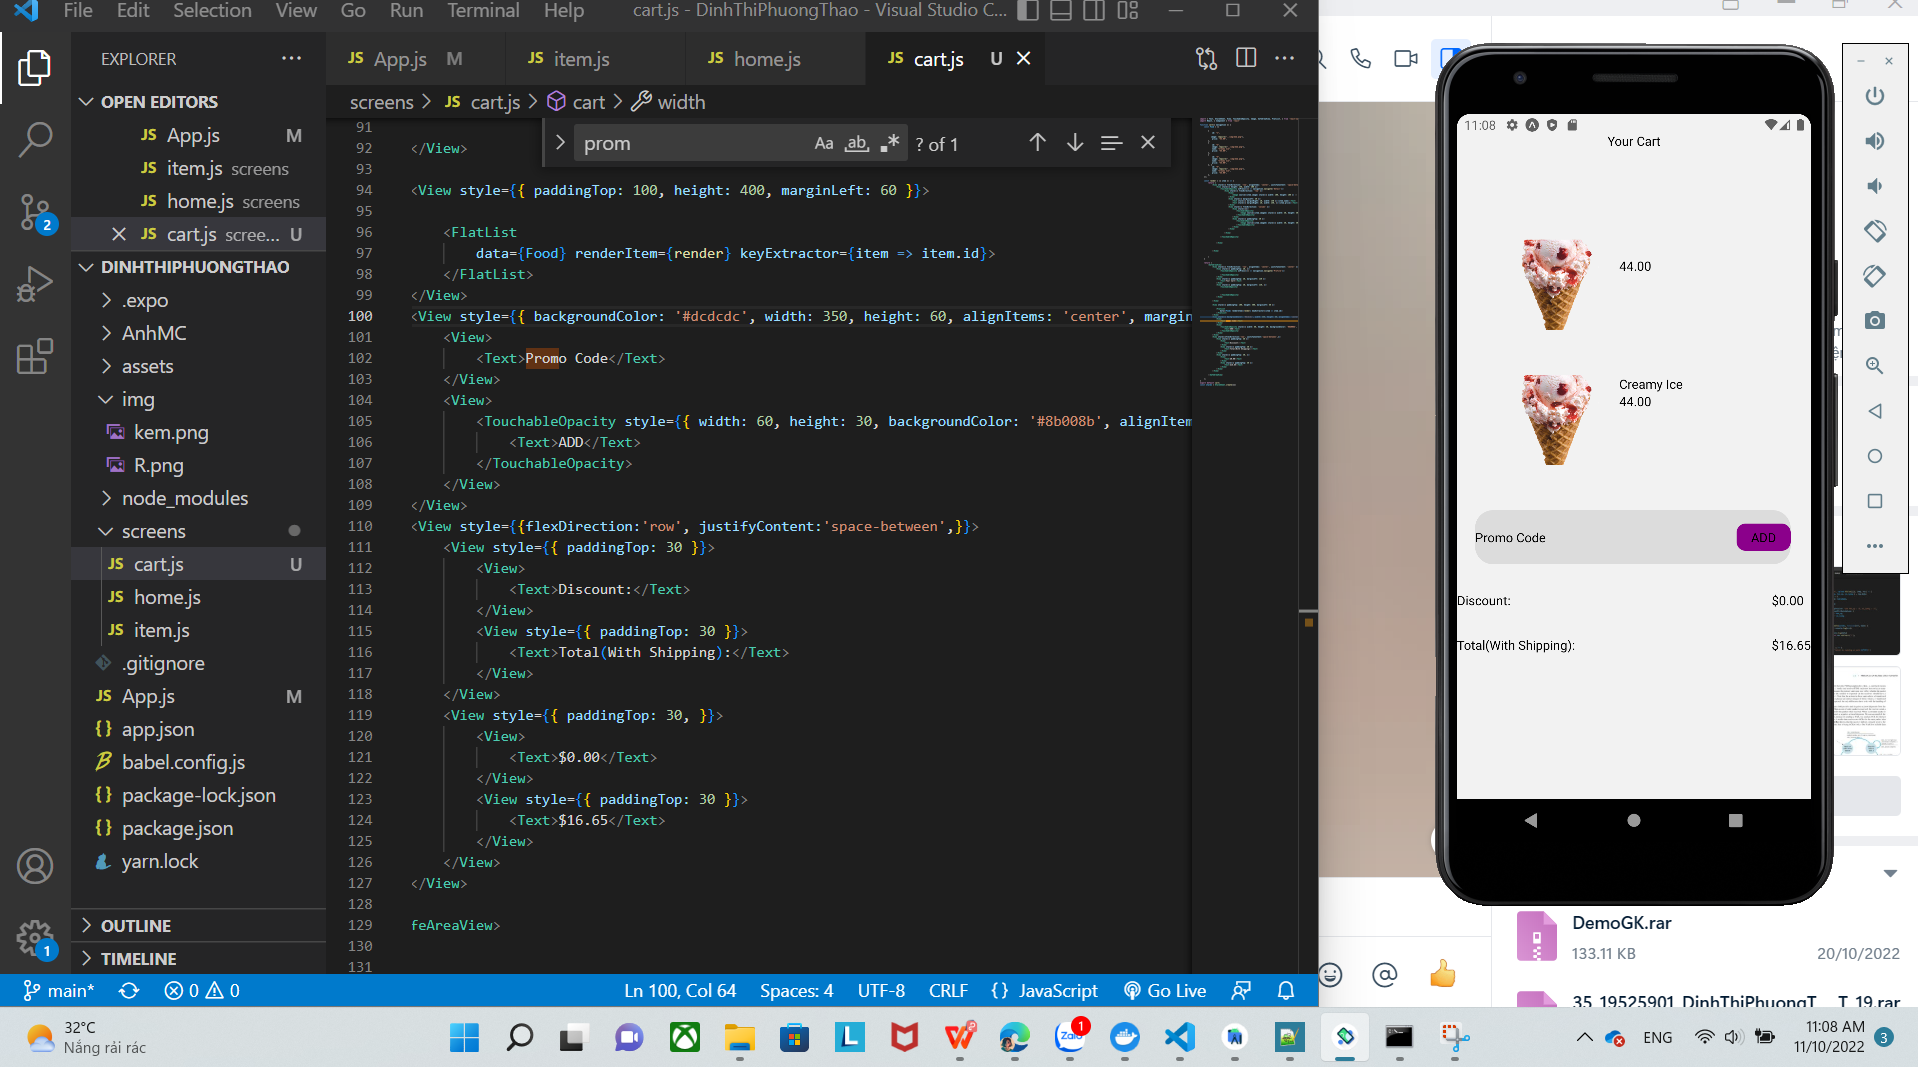 File Edit Selection View Go Run Terminal Help cart.js - DinhThiPhuongThao - Visual Studio C...
EXPLORER
OPEN EDITORS
JS App.js M
JS item.js screens
JS home.js screens
JS cart.js scree... U
DINHTHIPHUONGTHAO
.expo
AnhMC
assets
img
kem.png
R.png
node_modules
screens
JS cart.js U
JS home.js
JS item.js
.gitignore
JS App.js M
{} app.json
babel.config.js
{} package-lock.json
{} package.json
yarn.lock
OUTLINE
TIMELINE
2
1
JS App.js M JS item.js JS home.js JS cart.js U
screens > JS cart.js > cart > width
prom Aa ab ? of 1
91
92 </View>
93
94 <View style={{ paddingTop: 100, height: 400, marginLeft: 60 }}>
95
96 <FlatList
97 data={Food} renderItem={render} keyExtractor={item => item.id}>
98 </FlatList>
99 </View>
100 <View style={{ backgroundColor: '#dcdcdc', width: 350, height: 60, alignItems: 'center', margin
101 <View>
102 <Text>Promo Code</Text>
103 </View>
104 <View>
105 <TouchableOpacity style={{ width: 60, height: 30, backgroundColor: '#8b008b', alignItem
106 <Text>ADD</Text>
107 </TouchableOpacity>
108 </View>
109 </View>
110 <View style={{flexDirection:'row', justifyContent:'space-between',}}>
111 <View style={{ paddingTop: 30 }}>
112 <View>
113 <Text>Discount:</Text>
114 </View>
115 <View style={{ paddingTop: 30 }}>
116 <Text>Total(With Shipping):</Text>
117 </View>
118 </View>
119 <View style={{ paddingTop: 30, }}>
120 <View>
121 <Text>$0.00</Text>
122 </View>
123 <View style={{ paddingTop: 30 }}>
124 <Text>$16.65</Text>
125 </View>
126 </View>
127 </View>
128
129 feAreaView>
130
131
main* 0 0 Ln 100, Col 64 Spaces: 4 UTF-8 CRLF {} JavaScript Go Live
11:08
Your Cart
44.00
Creamy Ice
44.00
Promo Code ADD
Discount: $0.00
Total(With Shipping): $16.65
DemoGK.rar
133.11 KB 20/10/2022
35_19525901_DinhThiPhuongT... T_19.rar
32°C
Nắng rải rác
Zalo
1
ENG
11:08 AM
11/10/2022
3